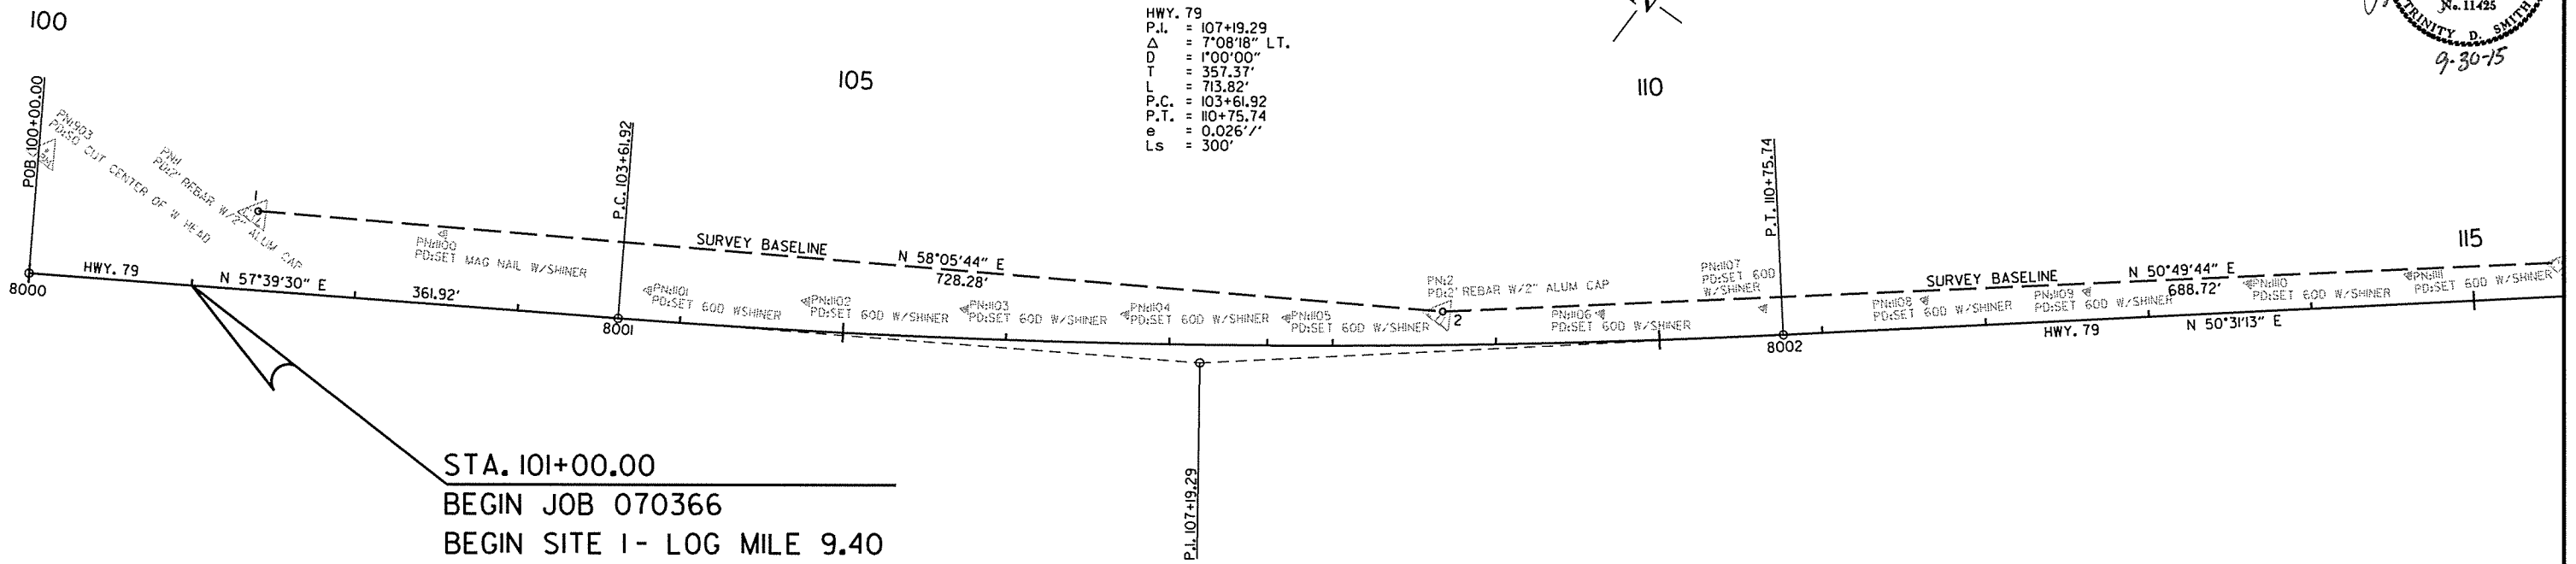 100
105
110
115
HWY. 79
P.I. = 107+19.29
Δ = 7°08'18" LT.
D = 1°00'00"
T = 357.37'
L = 713.82'
P.C. = 103+61.92
P.T. = 110+75.74
e = 0.026'/'
Ls = 300'
No. 11425
TRINITY D. SMITH
9-30-15
POB 100+00.00
PN:903
PD:SQ CUT CENTER OF W HEAD
PN:1
PD:2' REBAR W/2" ALUM CAP
1
P.C. 103+61.92
PN:1100
PD:SET MAG NAIL W/SHINER
SURVEY BASELINE
N 58°05'44" E
728.28'
P.T. 110+75.74
8000
HWY. 79
N 57°39'30" E
361.92'
8001
PN:1101
PD:SET 60D WSHINER
PN:1102
PD:SET 60D W/SHINER
PN:1103
PD:SET 60D W/SHINER
PN:1104
PD:SET 60D W/SHINER
PN:1105
PD:SET 60D W/SHINER
PN:2
PD:2' REBAR W/2" ALUM CAP
2
PN:1106
PD:SET 60D W/SHINER
PN:1107
PD:SET 60D
W/SHINER
8002
SURVEY BASELINE
N 50°49'44" E
688.72'
PN:1108
PD:SET 60D W/SHINER
PN:1109
PD:SET 60D W/SHINER
PN:1110
PD:SET 60D W/SHINER
PN:1111
PD:SET 60D W/SHINER
HWY. 79
N 50°31'13" E
P.I. 107+19.29
STA. 101+00.00
BEGIN JOB 070366
BEGIN SITE 1 - LOG MILE 9.40